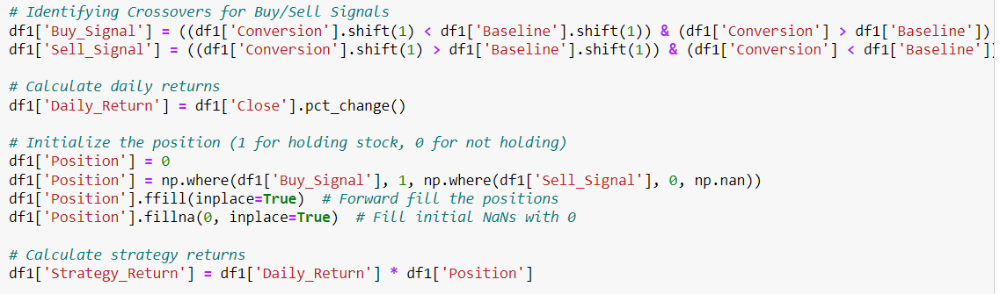 # Identifying Crossovers for Buy/Sell Signals
df1['Buy_Signal'] = ((df1['Conversion'].shift(1) < df1['Baseline'].shift(1)) & (df1['Conversion'] > df1['Baseline'])
df1['Sell_Signal'] = ((df1['Conversion'].shift(1) > df1['Baseline'].shift(1)) & (df1['Conversion'] < df1['Baseline']
# Calculate daily returns
df1['Daily_Return'] = df1['Close'].pct_change()
# Initialize the position (1 for holding stock, 0 for not holding)
df1['Position'] = 0
df1['Position'] = np.where(df1['Buy_Signal'], 1, np.where(df1['Sell_Signal'], 0, np.nan))
df1['Position'].ffill(inplace=True)  # Forward fill the positions
df1['Position'].fillna(0, inplace=True)  # Fill initial NaNs with 0
# Calculate strategy returns
df1['Strategy_Return'] = df1['Daily_Return'] * df1['Position']